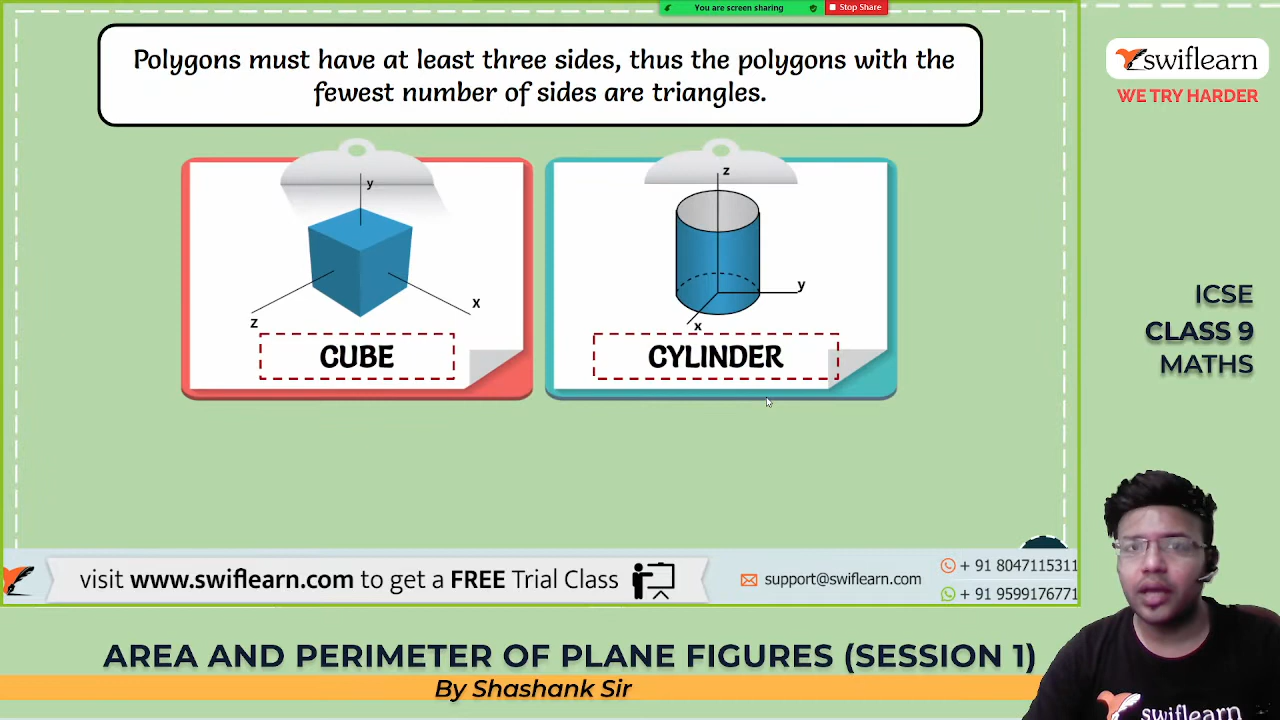 You are screen sharing
Stop Share
Polygons must have at least three sides, thus the polygons with the
fewest number of sides are triangles.
swiflearn
WE TRY HARDER
y
z
x
CUBE
z
y
x
CYLINDER
ICSE
CLASS 9
MATHS
visit www.swiflearn.com to get a FREE Trial Class
support@swiflearn.com
+ 91 8047115311
+ 91 9599176771
AREA AND PERIMETER OF PLANE FIGURES (SESSION 1)
By Shashank Sir
swiflearn